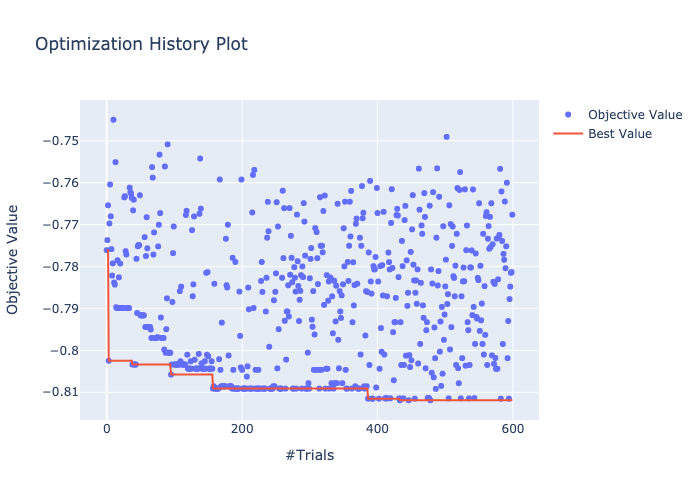 Optimization History Plot
Objective Value
Best Value
−0.75
−0.76
−0.77
−0.78
−0.79
−0.8
−0.81
Objective Value
0
200
400
600
#Trials